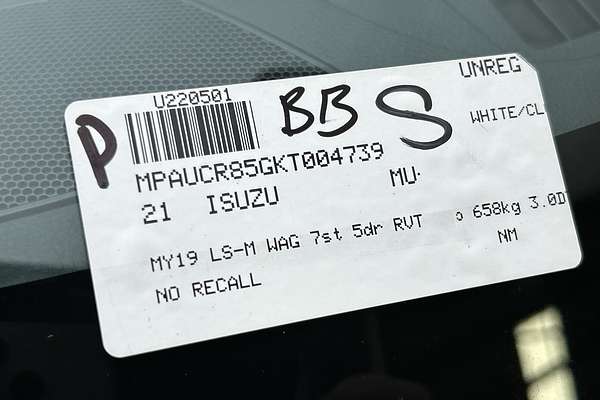 UNREG
U220501
P BB S
WHITE/CL
MPAUCR85GKT004739
21 ISUZU MU
MY19 LS-M WAG 7st 5dr RVT 658kg 3.0D
NM
NO RECALL